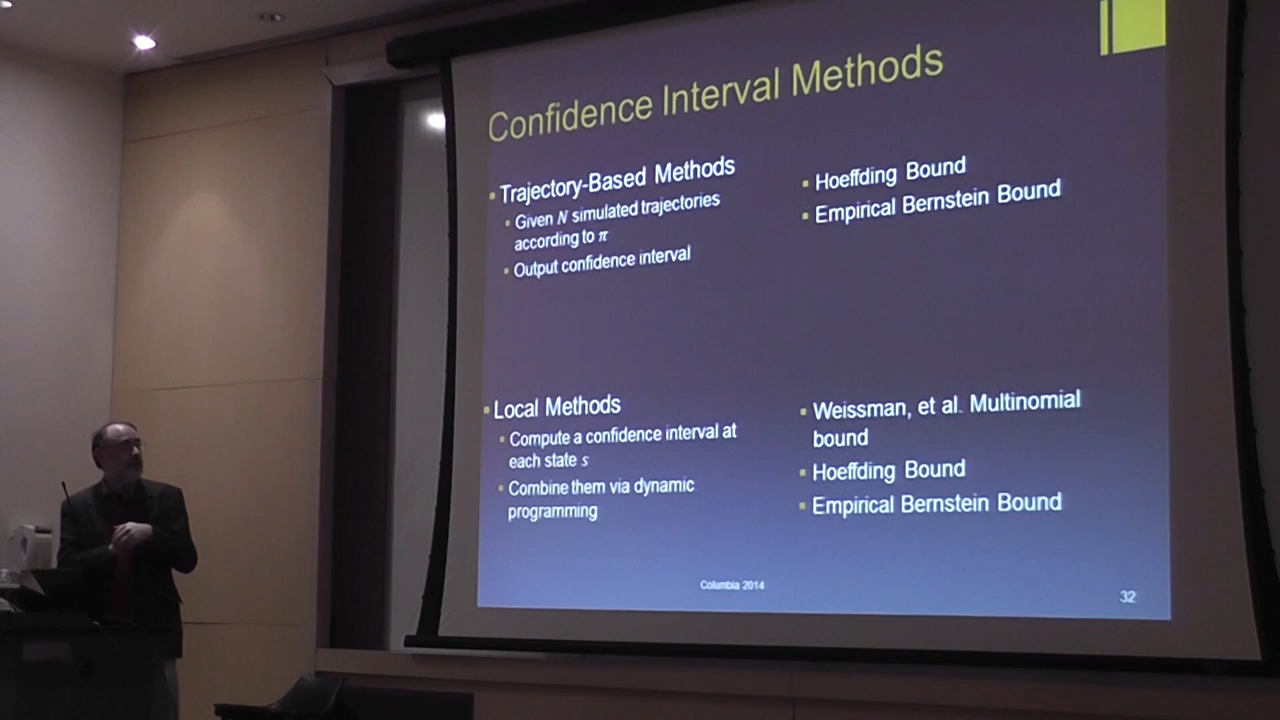 Confidence Interval Methods
▪ Trajectory-Based Methods
▪ Given N simulated trajectories
according to π
▪ Output confidence interval
▪ Hoeffding Bound
▪ Empirical Bernstein Bound
▪ Local Methods
▪ Compute a confidence interval at
each state s
▪ Combine them via dynamic
programming
▪ Weissman, et al. Multinomial
bound
▪ Hoeffding Bound
▪ Empirical Bernstein Bound
Columbia 2014
32